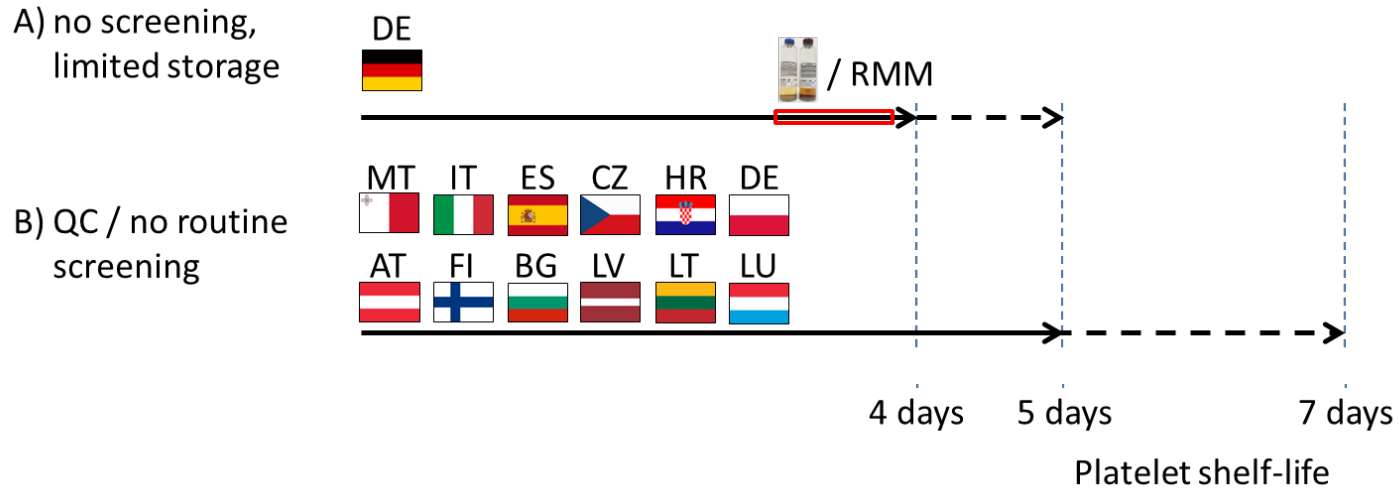 A) no screening,
limited storage
DE
/ RMM
B) QC / no routine
screening
MT IT ES CZ HR DE
AT FI BG LV LT LU
4 days 5 days 7 days
Platelet shelf-life